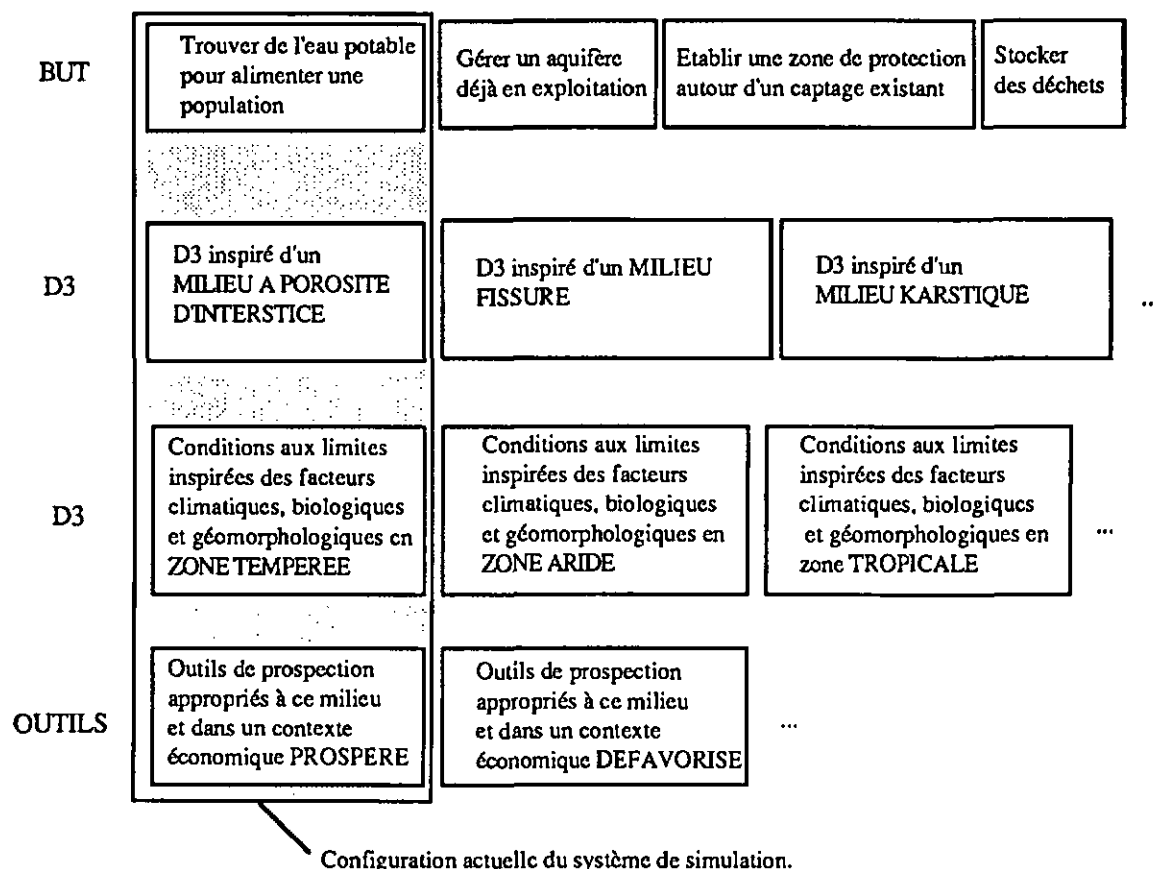 BUT
Trouver de l'eau potable
pour alimenter une
population
Gérer un aquifère
déjà en exploitation
Etablir une zone de protection
autour d'un captage existant
Stocker
des déchets
D3
D3 inspiré d'un
MILIEU A POROSITE
D'INTERSTICE
D3 inspiré d'un MILIEU
FISSURE
D3 inspiré d'un
MILIEU KARSTIQUE
..
D3
Conditions aux limites
inspirées des facteurs
climatiques, biologiques
et géomorphologiques en
ZONE TEMPEREE
Conditions aux limites
inspirées des facteurs
climatiques, biologiques
et géomorphologiques en
ZONE ARIDE
Conditions aux limites
inspirées des facteurs
climatiques, biologiques
et géomorphologiques en
zone TROPICALE
...
OUTILS
Outils de prospection
appropriés à ce milieu
et dans un contexte
économique PROSPERE
Outils de prospection
appropriés à ce milieu
et dans un contexte
économique DEFAVORISE
...
Configuration actuelle du système de simulation.